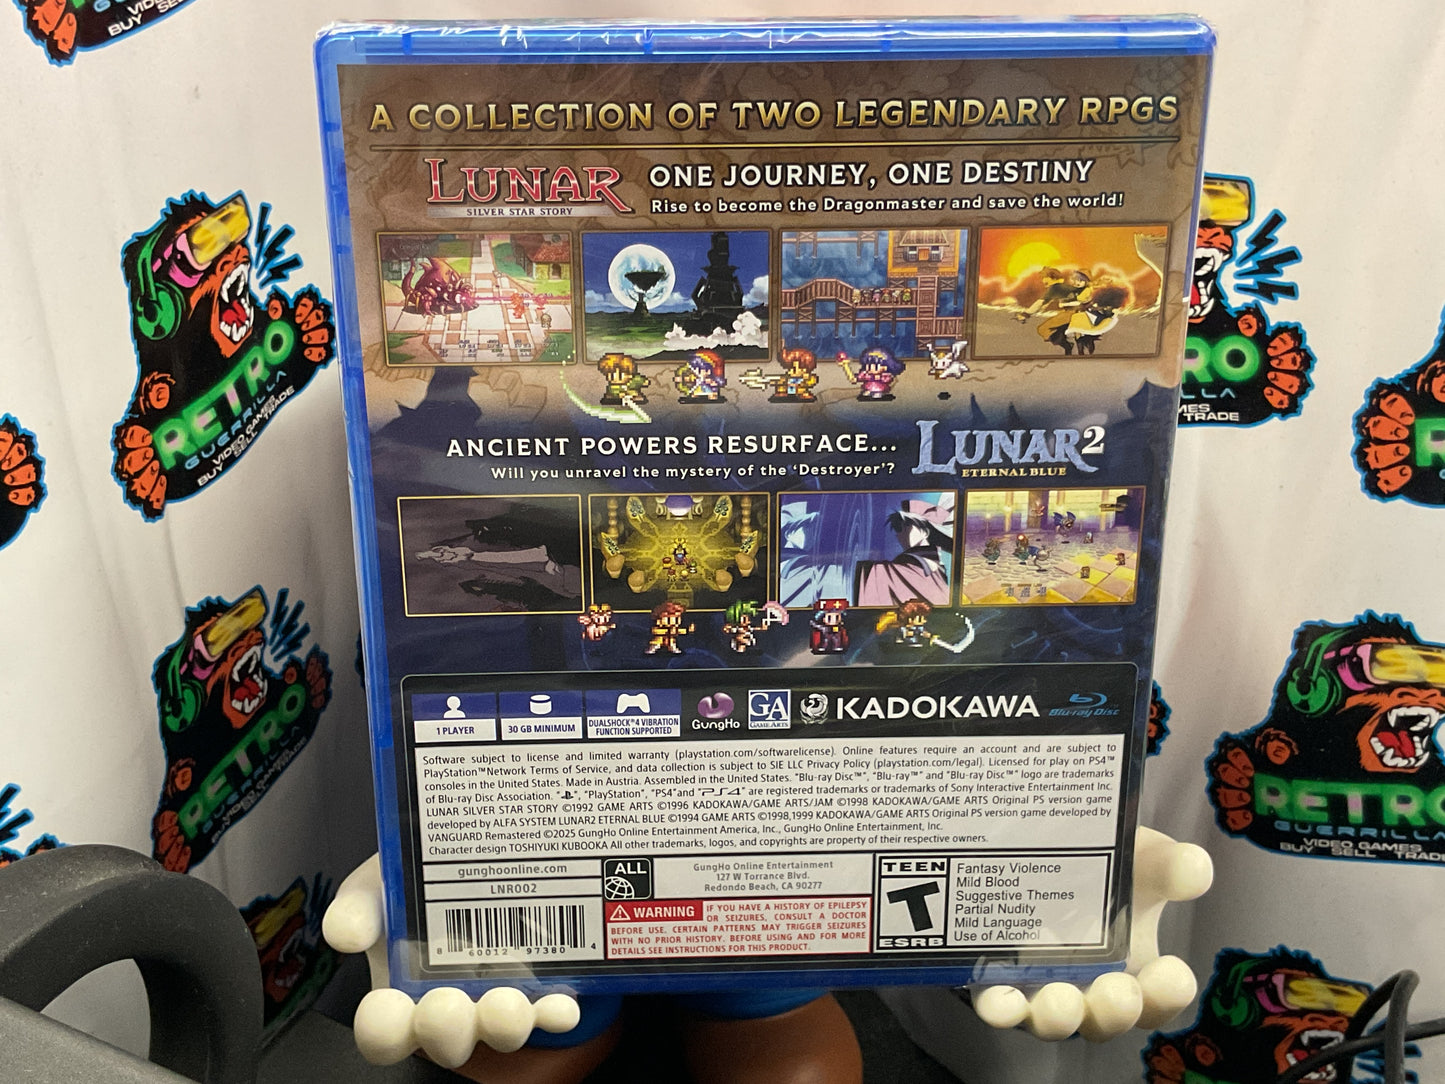 A COLLECTION OF TWO LEGENDARY RPGS
LUNAR
SILVER STAR STORY
ONE JOURNEY, ONE DESTINY
Rise to become the Dragonmaster and save the world!
ANCIENT POWERS RESURFACE...
Will you unravel the mystery of the 'Destroyer'?
LUNAR 2
ETERNAL BLUE
1 PLAYER
30 GB MINIMUM
DUALSHOCK®4 VIBRATION
FUNCTION SUPPORTED
GungHo
GA
GAME ARTS
KADOKAWA
Blu-ray Disc
Software subject to license and limited warranty (playstation.com/softwarelicense). Online features require an account and are subject to
PlayStation™Network Terms of Service, and data collection is subject to SIE LLC Privacy Policy (playstation.com/legal). Licensed for play on PS4™
consoles in the United States. Made in Austria. Assembled in the United States. "Blu-ray Disc™", "Blu-ray™" and "Blu-ray Disc™" logo are trademarks
of Blu-ray Disc Association. "", "PlayStation", "PS4"and "PS4" are registered trademarks or trademarks of Sony Interactive Entertainment Inc.
LUNAR SILVER STAR STORY ©1992 GAME ARTS ©1996 KADOKAWA/GAME ARTS/JAM ©1998 KADOKAWA/GAME ARTS Original PS version game
developed by ALFA SYSTEM LUNAR2 ETERNAL BLUE ©1994 GAME ARTS ©1998,1999 KADOKAWA/GAME ARTS Original PS version game developed by
VANGUARD Remastered ©2025 GungHo Online Entertainment America, Inc., GungHo Online Entertainment, Inc.
Character design TOSHIYUKI KUBOOKA All other trademarks, logos, and copyrights are property of their respective owners.
gunghoonline.com
LNR002
8 60012 97380 4
ALL
GungHo Online Entertainment
127 W Torrance Blvd.
Redondo Beach, CA 90277
WARNING
IF YOU HAVE A HISTORY OF EPILEPSY
OR SEIZURES, CONSULT A DOCTOR
BEFORE USE. CERTAIN PATTERNS MAY TRIGGER SEIZURES
WITH NO PRIOR HISTORY. BEFORE USING AND FOR MORE
DETAILS SEE INSTRUCTIONS FOR THIS PRODUCT.
TEEN
T
ESRB
Fantasy Violence
Mild Blood
Suggestive Themes
Partial Nudity
Mild Language
Use of Alcohol
RETRO
GUERRILLA
VIDEO GAMES
BUY SELL TRADE
RETRO
GUERRILLA
VIDEO GAMES
BUY SELL TRADE